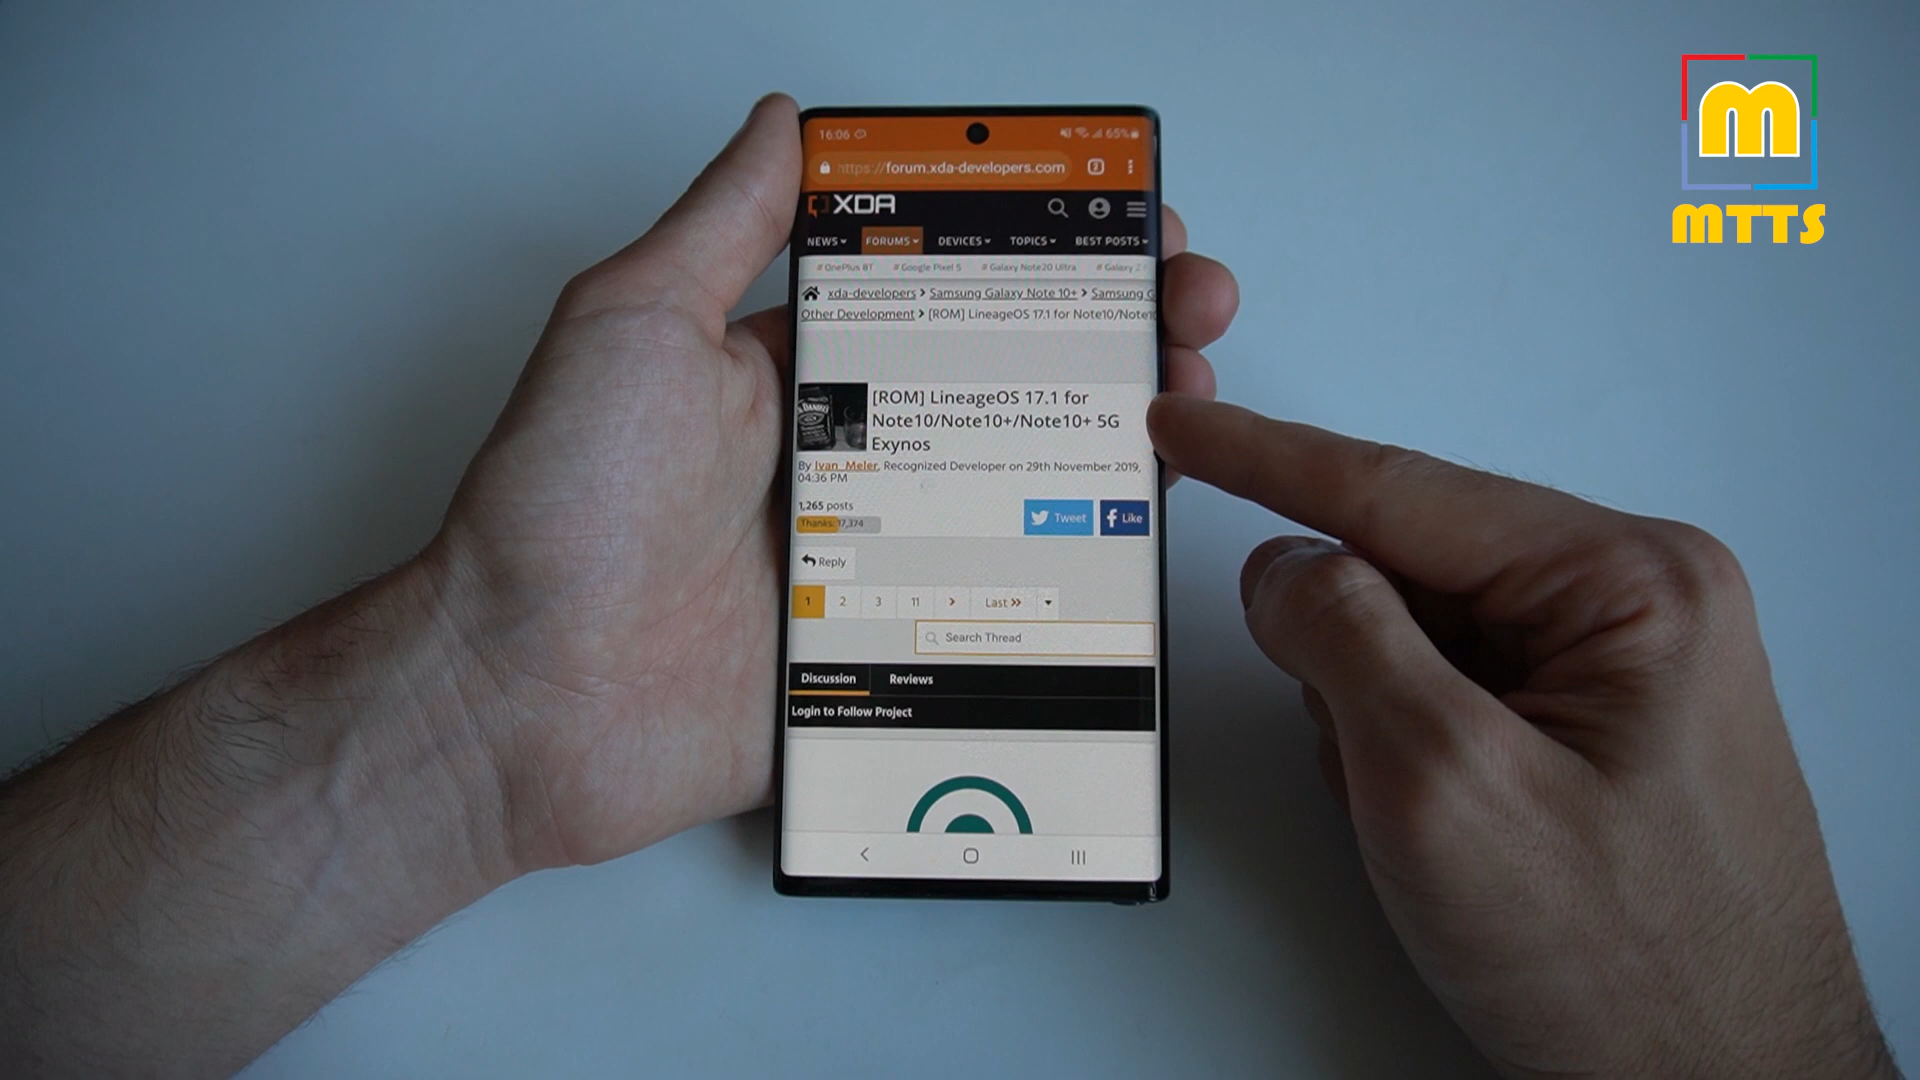 16:06 65%
https://forum.xda-developers.com 2
XDA
NEWS FORUMS DEVICES TOPICS BEST POSTS
# OnePlus 8T # Google Pixel 5 # Galaxy Note20 Ultra # Galaxy
xda-developers > Samsung Galaxy Note 10+ > Samsung G
Other Development > [ROM] LineageOS 17.1 for Note10/Note10
[ROM] LineageOS 17.1 for
Note10/Note10+/Note10+ 5G
Exynos
By Ivan_Meler, Recognized Developer on 29th November 2019,
04:36 PM
1,265 posts
Thanks: 17,374
Tweet Like
Reply
1 2 3 11 > Last >>
Search Thread
Discussion Reviews
Login to Follow Project
m
MTTS